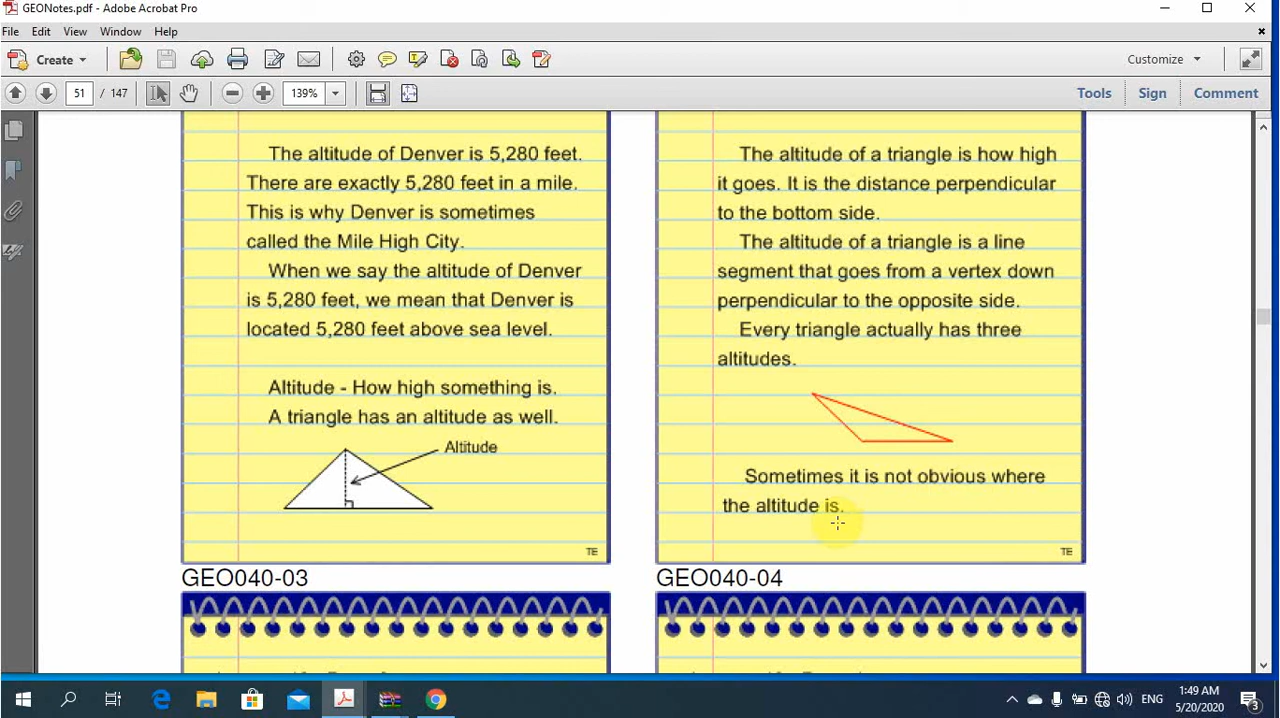 GEONotes.pdf - Adobe Acrobat Pro
File Edit View Window Help
Create
Customize
51 / 147
139%
Tools Sign Comment
The altitude of Denver is 5,280 feet.
There are exactly 5,280 feet in a mile.
This is why Denver is sometimes
called the Mile High City.
When we say the altitude of Denver
is 5,280 feet, we mean that Denver is
located 5,280 feet above sea level.
Altitude - How high something is.
A triangle has an altitude as well.
Altitude
TE
GEO040-03
The altitude of a triangle is how high
it goes. It is the distance perpendicular
to the bottom side.
The altitude of a triangle is a line
segment that goes from a vertex down
perpendicular to the opposite side.
Every triangle actually has three
altitudes.
Sometimes it is not obvious where
the altitude is.
TE
GEO040-04
ENG
1:49 AM
5/20/2020
3